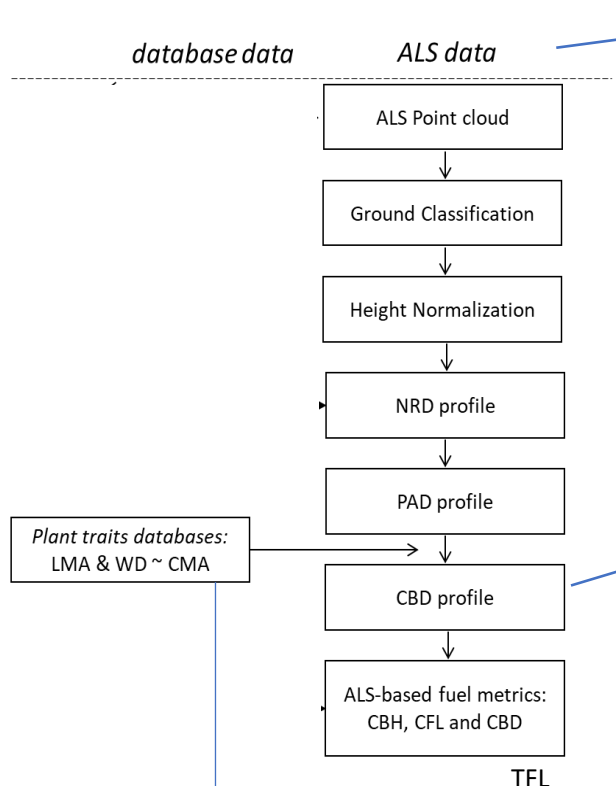 database data
ALS data
ALS Point cloud
Ground Classification
Height Normalization
NRD profile
PAD profile
Plant traits databases:
LMA & WD ~ CMA
CBD profile
ALS-based fuel metrics:
CBH, CFL and CBD
TFL